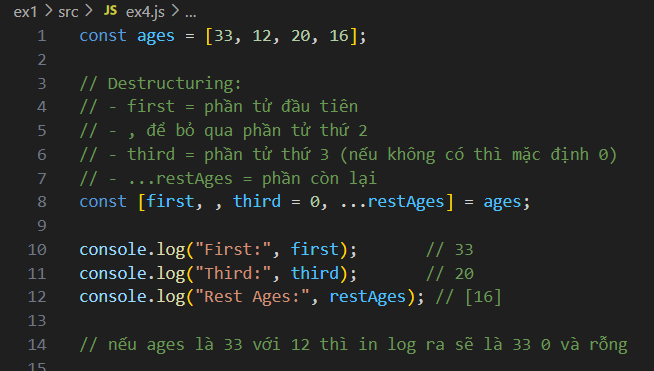 ex1 > src > JS ex4.js > ...
1 const ages = [33, 12, 20, 16];
2
3 // Destructuring:
4 // - first = phần tử đầu tiên
5 // - , để bỏ qua phần tử thứ 2
6 // - third = phần tử thứ 3 (nếu không có thì mặc định 0)
7 // - ...restAges = phần còn lại
8 const [first, , third = 0, ...restAges] = ages;
9
10 console.log("First:", first); // 33
11 console.log("Third:", third); // 20
12 console.log("Rest Ages:", restAges); // [16]
13
14 // nếu ages là 33 với 12 thì in log ra sẽ là 33 0 và rỗng
15